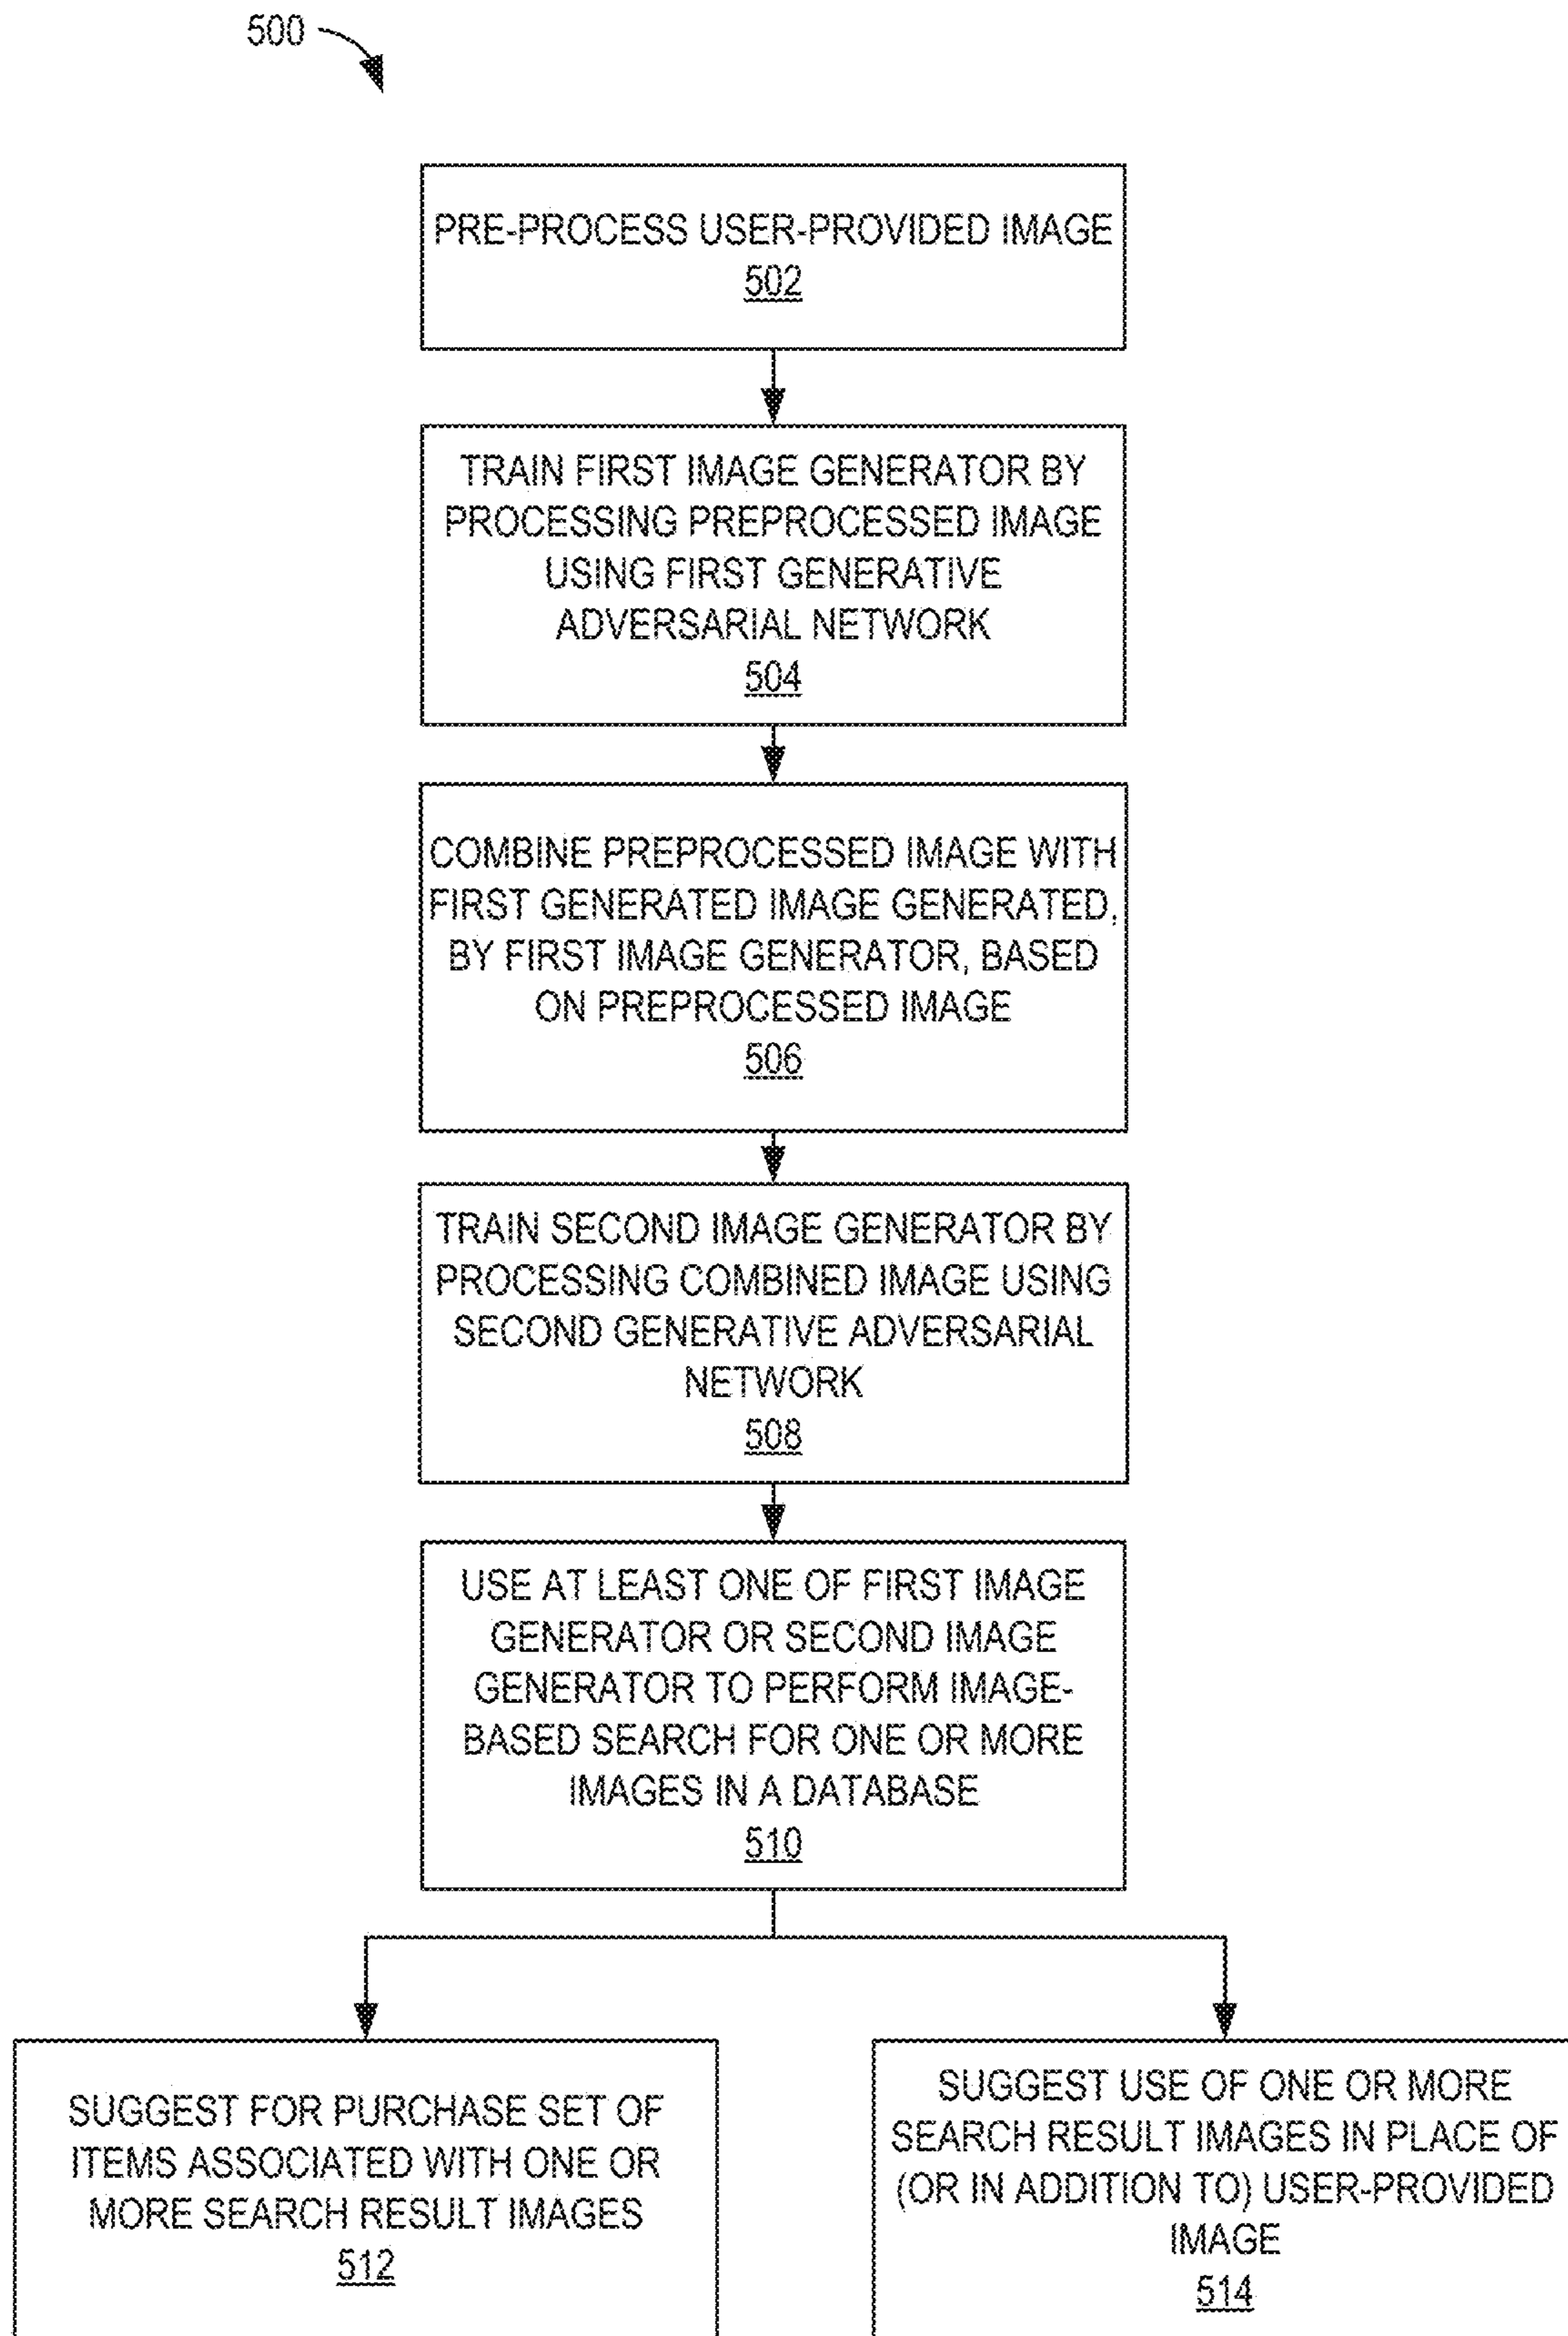 500
PRE-PROCESS USER-PROVIDED IMAGE
502
TRAIN FIRST IMAGE GENERATOR BY
PROCESSING PREPROCESSED IMAGE
USING FIRST GENERATIVE
ADVERSARIAL NETWORK
504
COMBINE PREPROCESSED IMAGE WITH
FIRST GENERATED IMAGE GENERATED,
BY FIRST IMAGE GENERATOR, BASED
ON PREPROCESSED IMAGE
506
TRAIN SECOND IMAGE GENERATOR BY
PROCESSING COMBINED IMAGE USING
SECOND GENERATIVE ADVERSARIAL
NETWORK
508
USE AT LEAST ONE OF FIRST IMAGE
GENERATOR OR SECOND IMAGE
GENERATOR TO PERFORM IMAGE-
BASED SEARCH FOR ONE OR MORE
IMAGES IN A DATABASE
510
SUGGEST FOR PURCHASE SET OF
ITEMS ASSOCIATED WITH ONE OR
MORE SEARCH RESULT IMAGES
512
SUGGEST USE OF ONE OR MORE
SEARCH RESULT IMAGES IN PLACE OF
(OR IN ADDITION TO) USER-PROVIDED
IMAGE
514